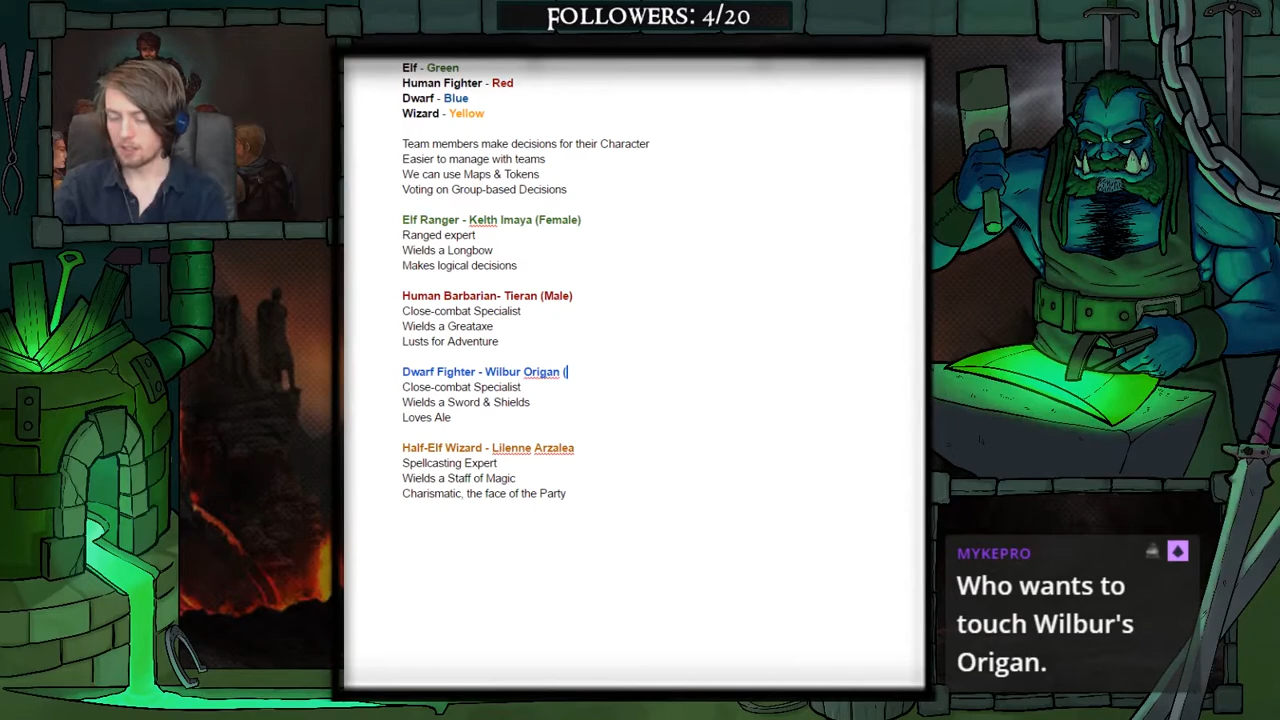 FOLLOWERS: 4/20
Elf - Green
Human Fighter - Red
Dwarf - Blue
Wizard - Yellow
Team members make decisions for their Character
Easier to manage with teams
We can use Maps & Tokens
Voting on Group-based Decisions
Elf Ranger - Kelth Imaya (Female)
Ranged expert
Wields a Longbow
Makes logical decisions
Human Barbarian- Tieran (Male)
Close-combat Specialist
Wields a Greataxe
Lusts for Adventure
Dwarf Fighter - Wilbur Origan (
Close-combat Specialist
Wields a Sword & Shields
Loves Ale
Half-Elf Wizard - Lilenne Arzalea
Spellcasting Expert
Wields a Staff of Magic
Charismatic, the face of the Party
MYKEPRO
Who wants to
touch Wilbur's
Origan.